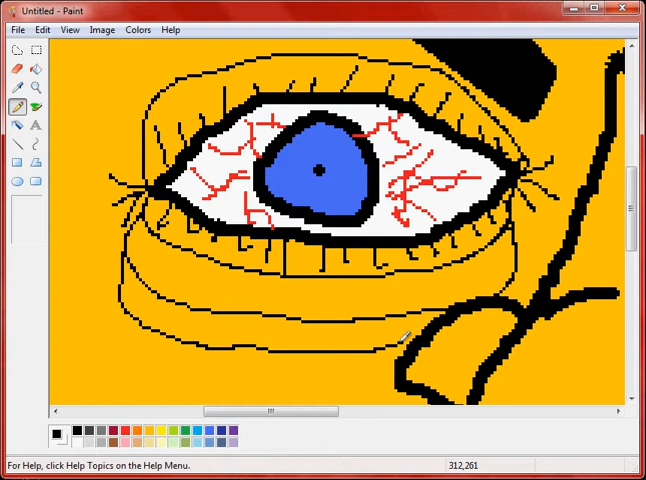 Untitled - Paint
File Edit View Image Colors Help
A
For Help, click Help Topics on the Help Menu.
312,261